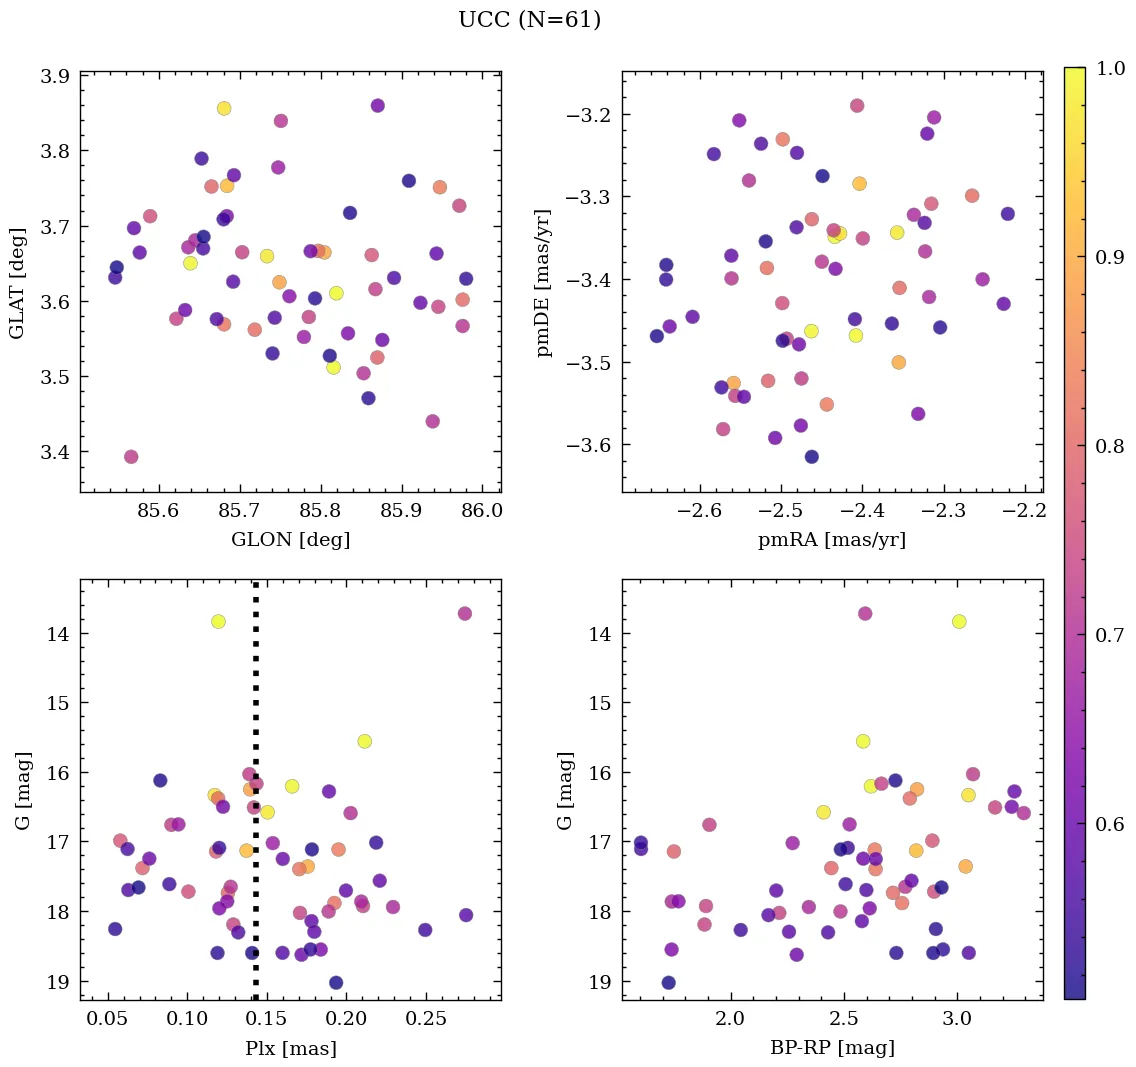 UCC (N=61)
3.9
3.8
3.7
3.6
3.5
3.4
GLAT [deg]
85.6 85.7 85.8 85.9 86.0
GLON [deg]
−3.2
−3.3
−3.4
−3.5
−3.6
pmDE [mas/yr]
−2.6 −2.5 −2.4 −2.3 −2.2
pmRA [mas/yr]
14
15
16
17
18
19
G [mag]
0.05 0.10 0.15 0.20 0.25
Plx [mas]
14
15
16
17
18
19
G [mag]
2.0 2.5 3.0
BP-RP [mag]
1.0
0.9
0.8
0.7
0.6